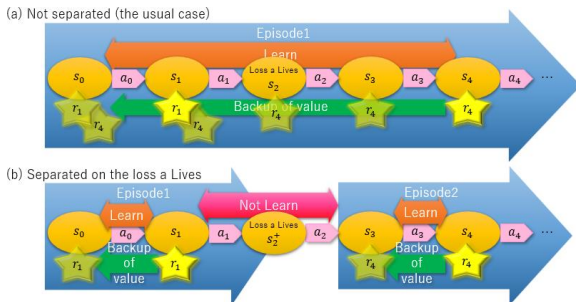 (a) Not separated (the usual case)
Episode1
Learn
s₀ a₀ s₁ a₁ Loss a Lives s₂ a₂ s₃ a₃ s₄ a₄ ...
r₁ r₄ r₁ r₄ r₄ r₄ r₄
Backup of value
(b) Separated on the loss a Lives
Episode1 Not Learn Episode2
Learn Learn
s₀ a₀ s₁ a₁ Loss a Lives s₂⁺ a₂ s₃ a₃ s₄ a₄ ...
r₁ Backup of value r₁ r₄ Backup of value r₄